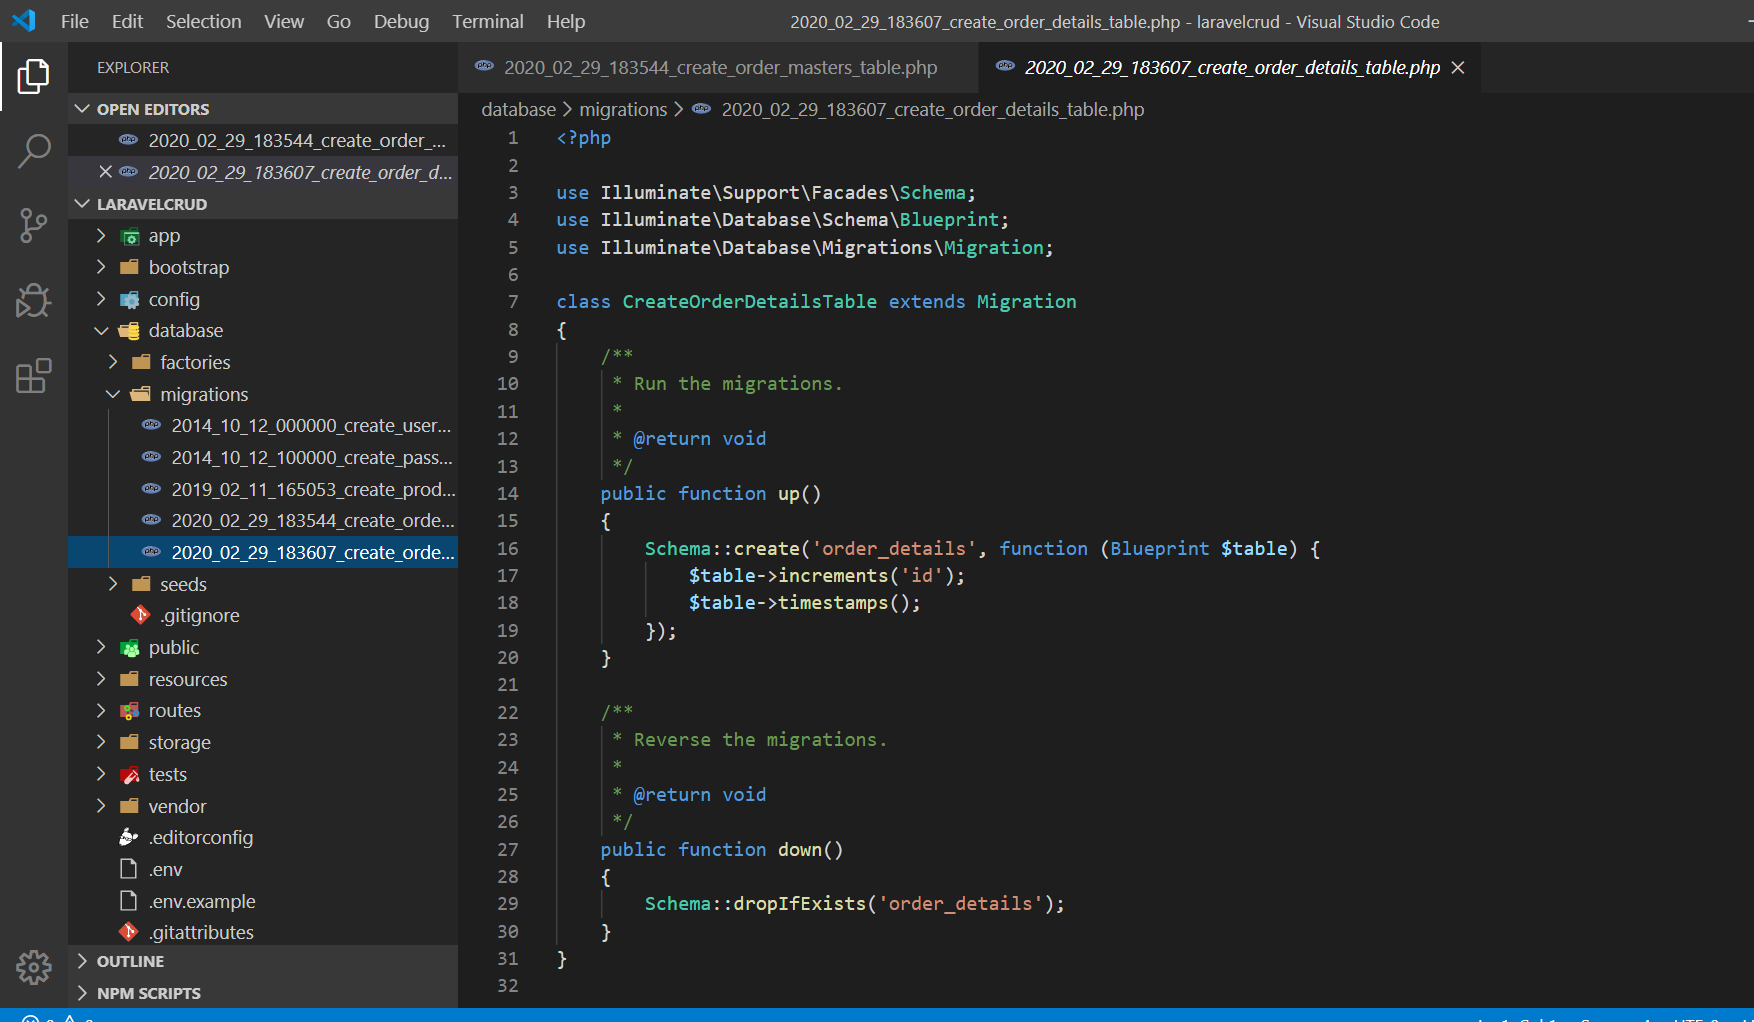 File Edit Selection View Go Debug Terminal Help 2020_02_29_183607_create_order_details_table.php - laravelcrud - Visual Studio Code
EXPLORER
OPEN EDITORS
2020_02_29_183544_create_order_...
2020_02_29_183607_create_order_d...
LARAVELCRUD
app
bootstrap
config
database
factories
migrations
2014_10_12_000000_create_user...
2014_10_12_100000_create_pass...
2019_02_11_165053_create_prod...
2020_02_29_183544_create_orde...
2020_02_29_183607_create_orde...
seeds
.gitignore
public
resources
routes
storage
tests
vendor
.editorconfig
.env
.env.example
.gitattributes
OUTLINE
NPM SCRIPTS
2020_02_29_183544_create_order_masters_table.php 2020_02_29_183607_create_order_details_table.php
database > migrations > 2020_02_29_183607_create_order_details_table.php
1 <?php
2
3 use Illuminate\Support\Facades\Schema;
4 use Illuminate\Database\Schema\Blueprint;
5 use Illuminate\Database\Migrations\Migration;
6
7 class CreateOrderDetailsTable extends Migration
8 {
9 /**
10 * Run the migrations.
11 *
12 * @return void
13 */
14 public function up()
15 {
16 Schema::create('order_details', function (Blueprint $table) {
17 $table->increments('id');
18 $table->timestamps();
19 });
20 }
21
22 /**
23 * Reverse the migrations.
24 *
25 * @return void
26 */
27 public function down()
28 {
29 Schema::dropIfExists('order_details');
30 }
31 }
32